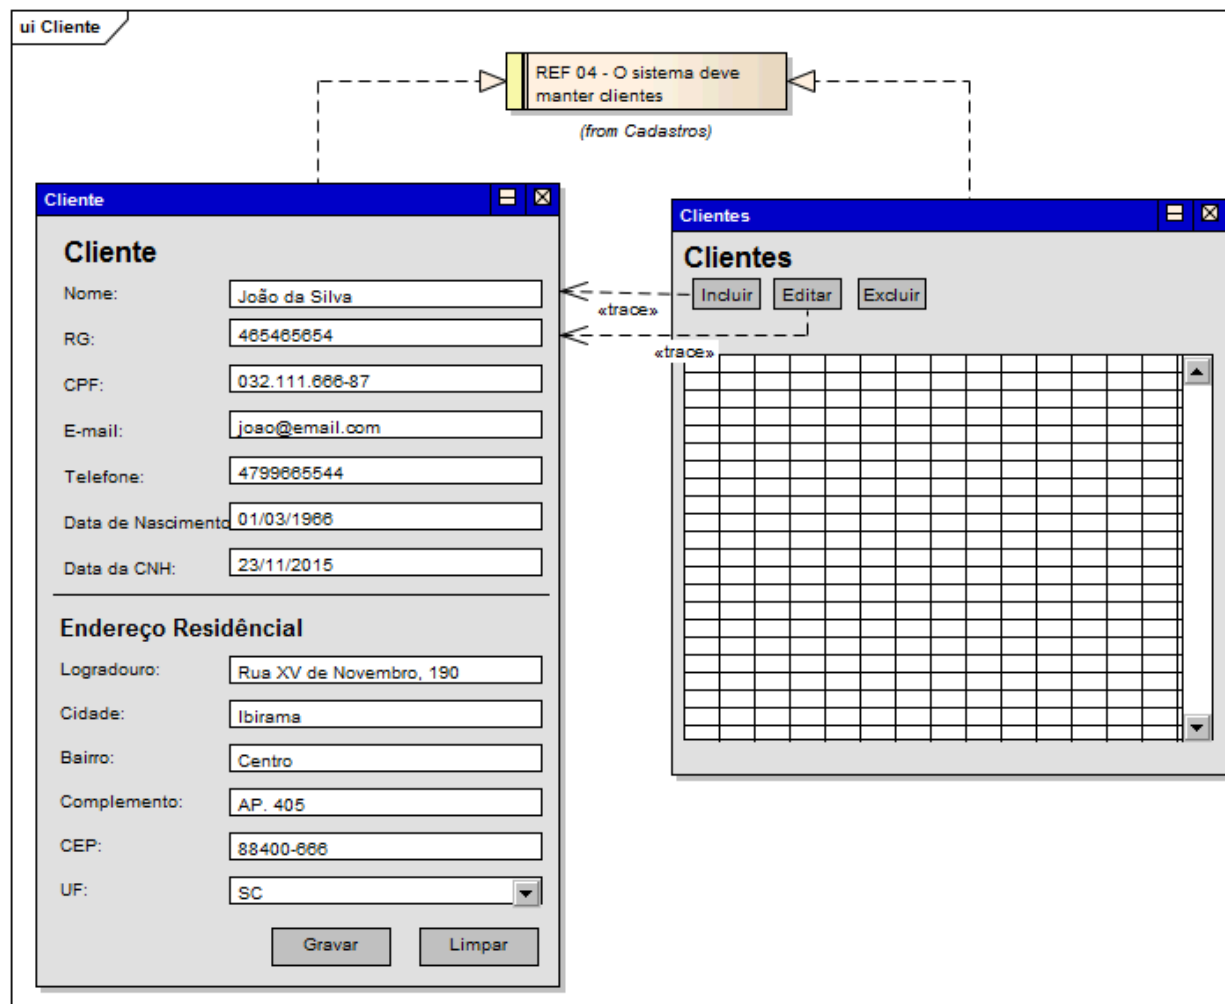 ui Cliente
REF 04 - O sistema deve
manter clientes
(from Cadastros)
Cliente
Cliente
Nome:
João da Silva
RG:
465465654
CPF:
032.111.666-87
E-mail:
joao@email.com
Telefone:
4799665544
Data de Nascimento
01/03/1966
Data da CNH:
23/11/2015
Endereço Residêncial
Logradouro:
Rua XV de Novembro, 190
Cidade:
Ibirama
Bairro:
Centro
Complemento:
AP. 405
CEP:
88400-666
UF:
SC
Gravar
Limpar
«trace»
«trace»
Clientes
Clientes
Incluir
Editar
Excluir